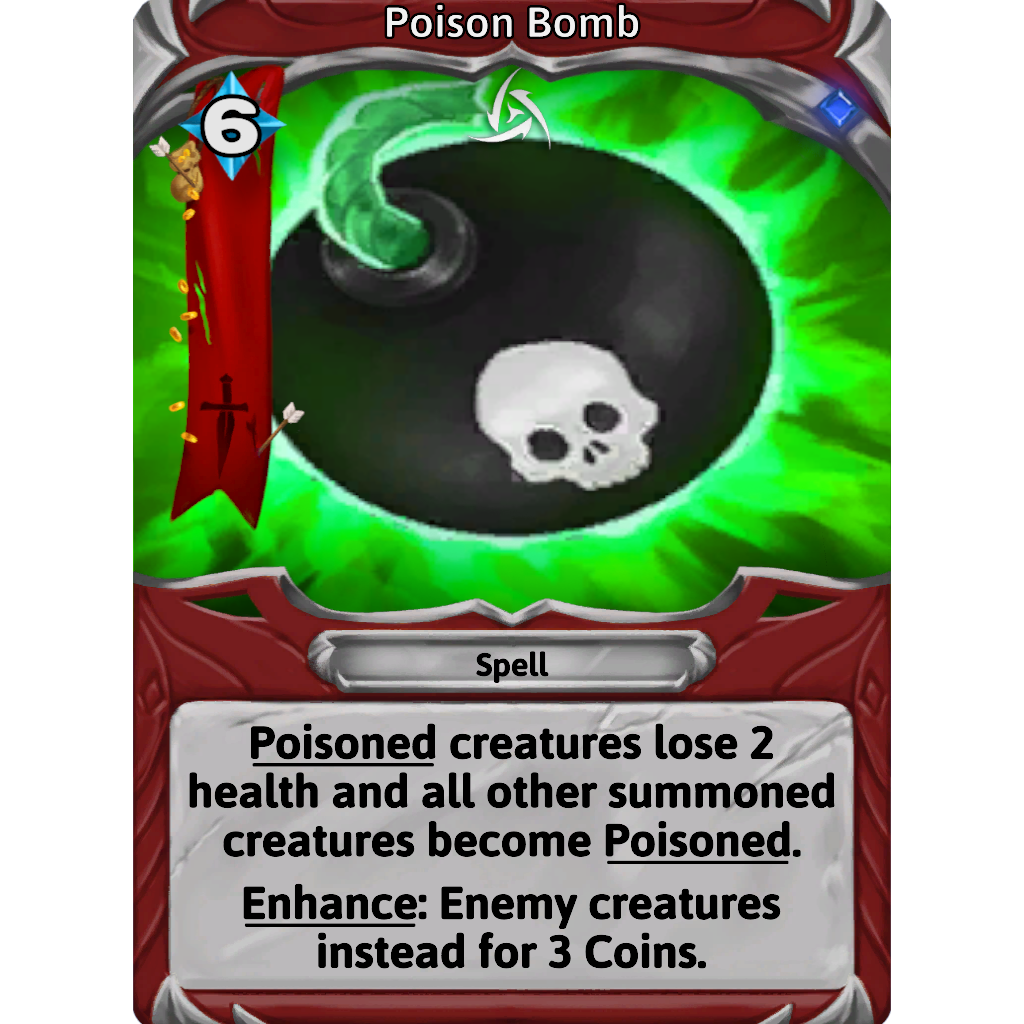 Poison Bomb
6
Spell
Poisoned creatures lose 2
health and all other summoned
creatures become Poisoned.
Enhance: Enemy creatures
instead for 3 Coins.